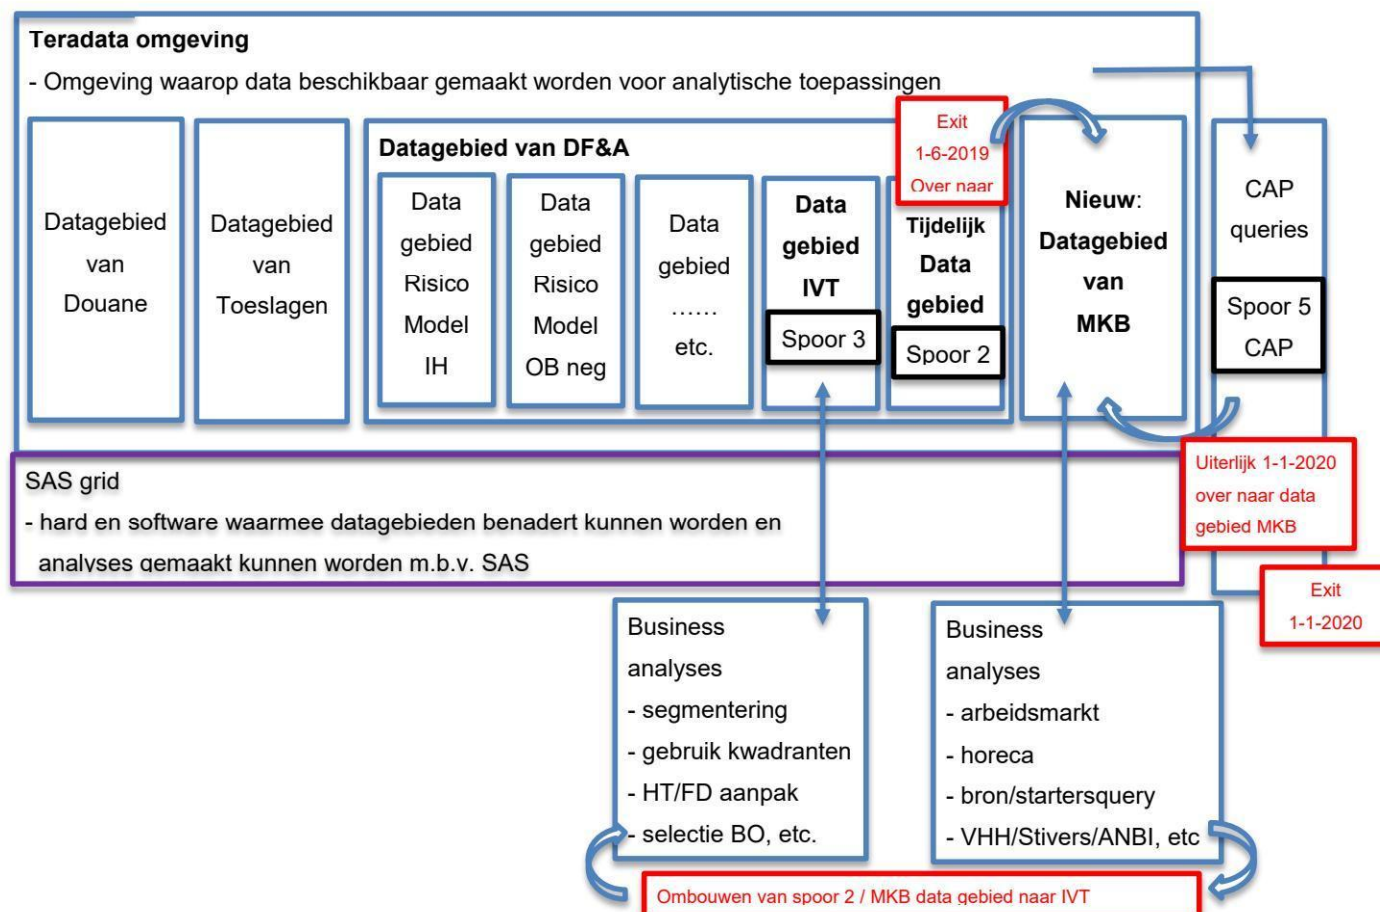 Teradata omgeving
- Omgeving waarop data beschikbaar gemaakt worden voor analytische toepassingen
Datagebied
van
Douane
Datagebied
van
Toeslagen
Datagebied van DF&A
Data
gebied
Risico
Model
IH
Data
gebied
Risico
Model
OB neg
Data
gebied
......
etc.
Data
gebied
IVT
Spoor 3
Exit
1-6-2019
Over naar
Tijdelijk
Data
gebied
Spoor 2
Nieuw:
Datagebied
van
MKB
CAP
queries
Spoor 5
CAP
Uiterlijk 1-1-2020
over naar data
gebied MKB
Exit
1-1-2020
SAS grid
- hard en software waarmee datagebieden benadert kunnen worden en
analyses gemaakt kunnen worden m.b.v. SAS
Business
analyses
- segmentering
- gebruik kwadranten
- HT/FD aanpak
- selectie BO, etc.
Business
analyses
- arbeidsmarkt
- horeca
- bron/startersquery
- VHH/Stivers/ANBI, etc
Ombouwen van spoor 2 / MKB data gebied naar IVT